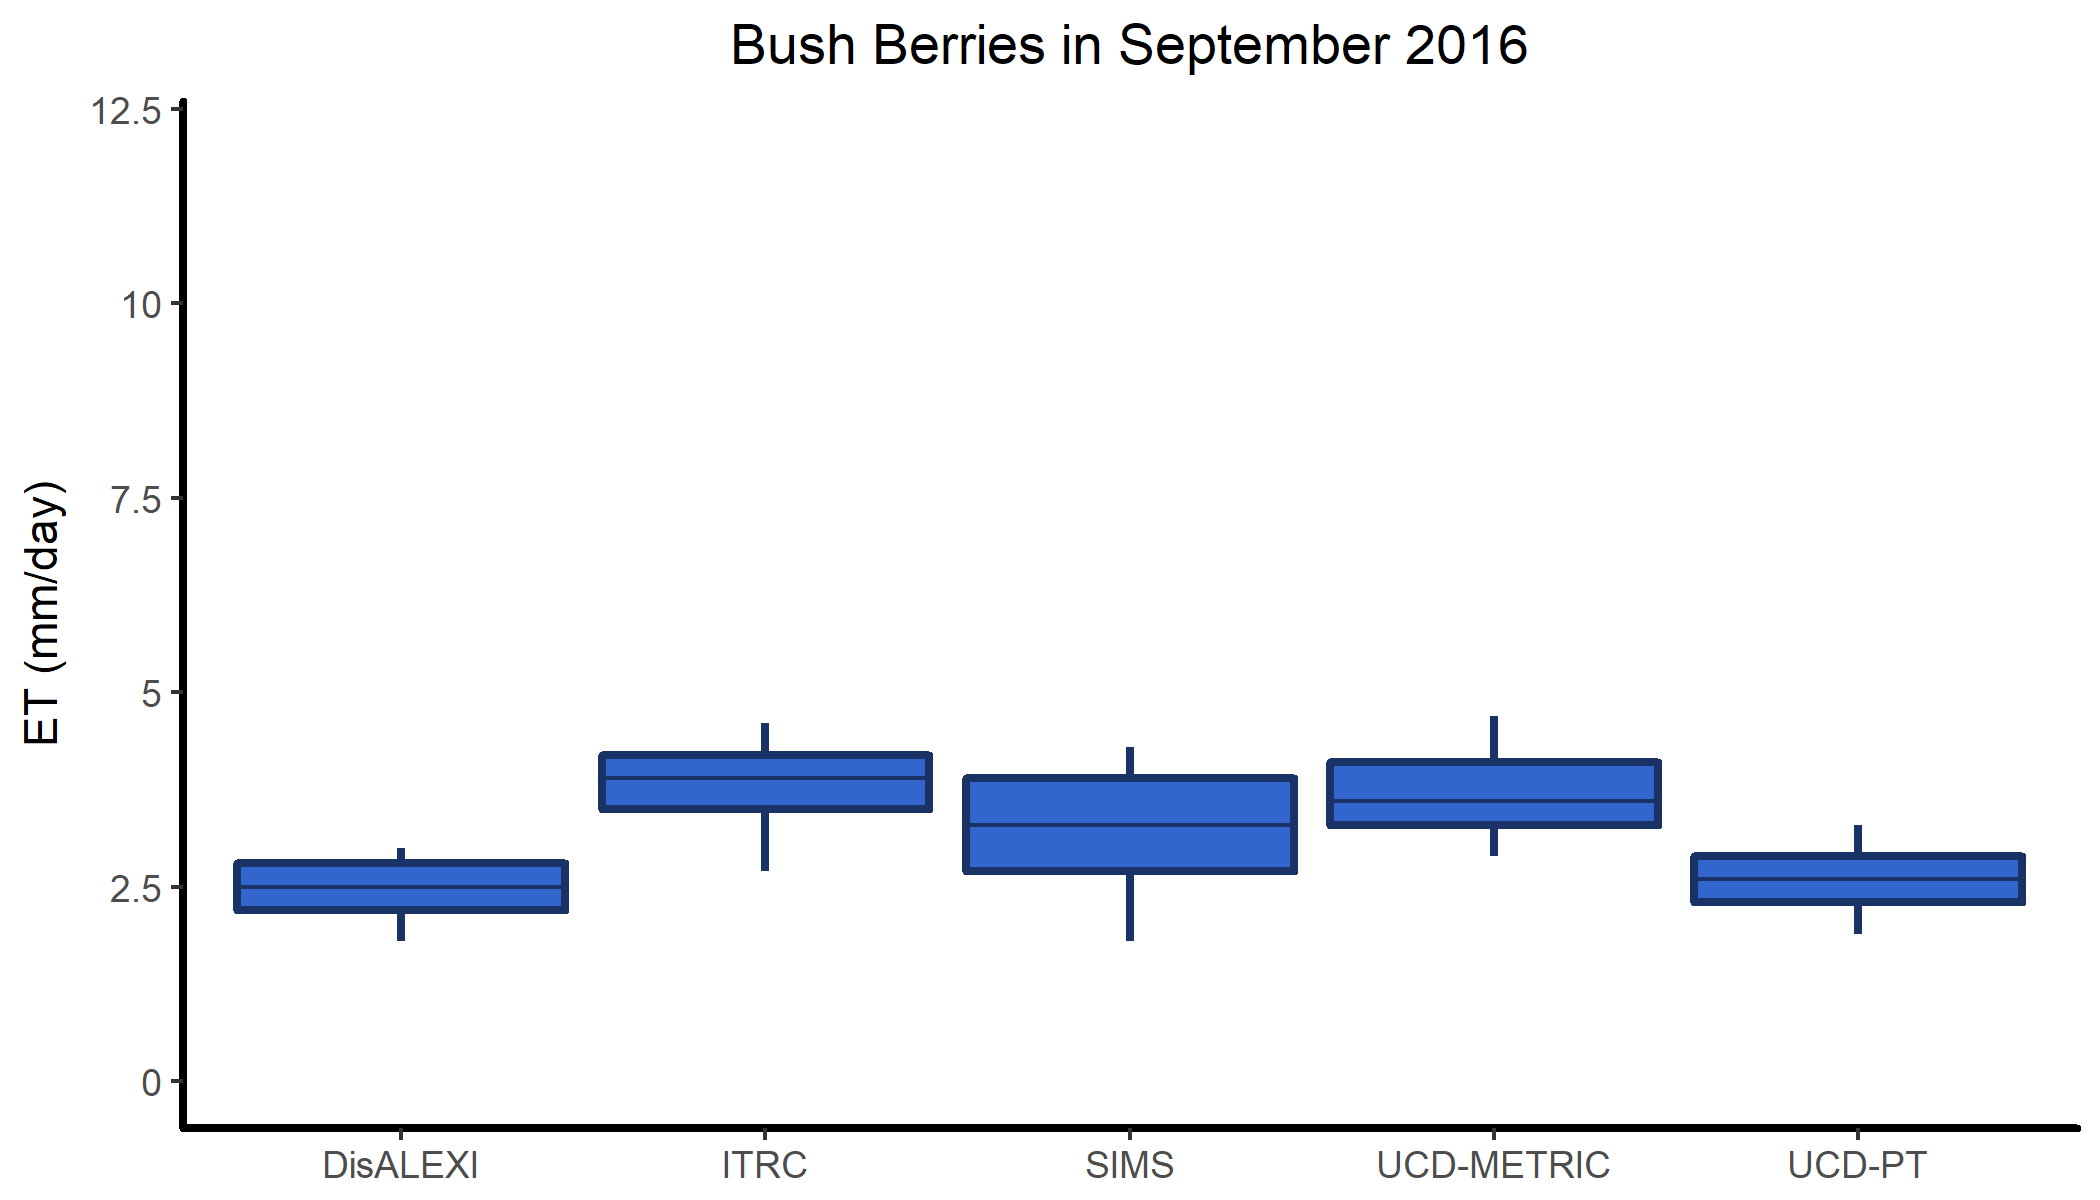 Bush Berries in September 2016
ET (mm/day)
12.5
10
7.5
5
2.5
0
DisALEXI
ITRC
SIMS
UCD-METRIC
UCD-PT